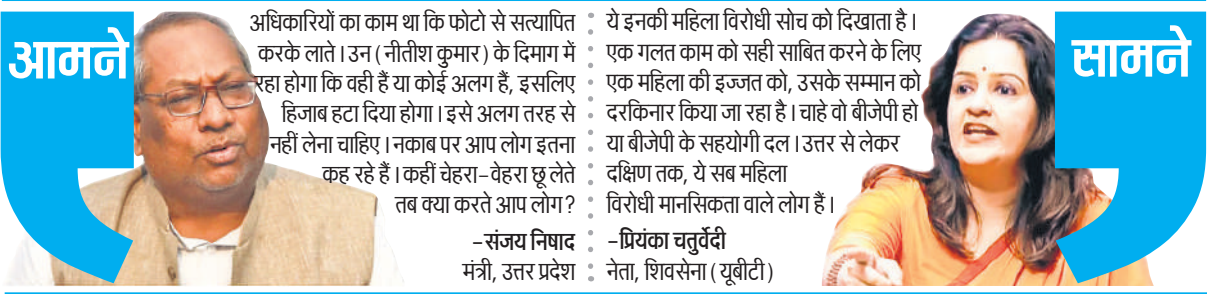 आमने
अधिकारियों का काम था कि फोटो से सत्यापित
करके लाते। उन (नीतीश कुमार) के दिमाग में
रहा होगा कि वही हैं या कोई अलग हैं, इसलिए
हिजाब हटा दिया होगा। इसे अलग तरह से
नहीं लेना चाहिए। नकाब पर आप लोग इतना
कह रहे हैं। कहीं चेहरा-वेहरा छू लेते
तब क्या करते आप लोग?
-संजय निषाद
मंत्री, उत्तर प्रदेश
ये इनकी महिला विरोधी सोच को दिखाता है।
एक गलत काम को सही साबित करने के लिए
एक महिला की इज्जत को, उसके सम्मान को
दरकिनार किया जा रहा है। चाहे वो बीजेपी हो
या बीजेपी के सहयोगी दल। उत्तर से लेकर
दक्षिण तक, ये सब महिला
विरोधी मानसिकता वाले लोग हैं।
-प्रियंका चतुर्वेदी
नेता, शिवसेना (यूबीटी)
सामने